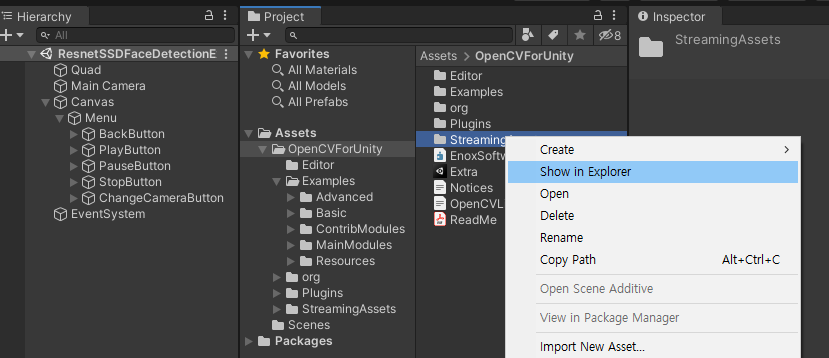 Hierarchy
All
ResnetSSDFaceDetectionE
Quad
Main Camera
Canvas
Menu
BackButton
PlayButton
PauseButton
StopButton
ChangeCameraButton
EventSystem
Project
8
Favorites
All Materials
All Models
All Prefabs
Assets
OpenCVForUnity
Editor
Examples
Advanced
Basic
ContribModules
MainModules
Resources
org
Plugins
StreamingAssets
Scenes
Packages
Assets > OpenCVForUnity
Editor
Examples
org
Plugins
Streaming
EnoxSoftw
Extra
Notices
OpenCVL
ReadMe
Create
Show in Explorer
Open
Delete
Rename
Copy Path Alt+Ctrl+C
Open Scene Additive
View in Package Manager
Import New Asset...
Inspector
StreamingAssets